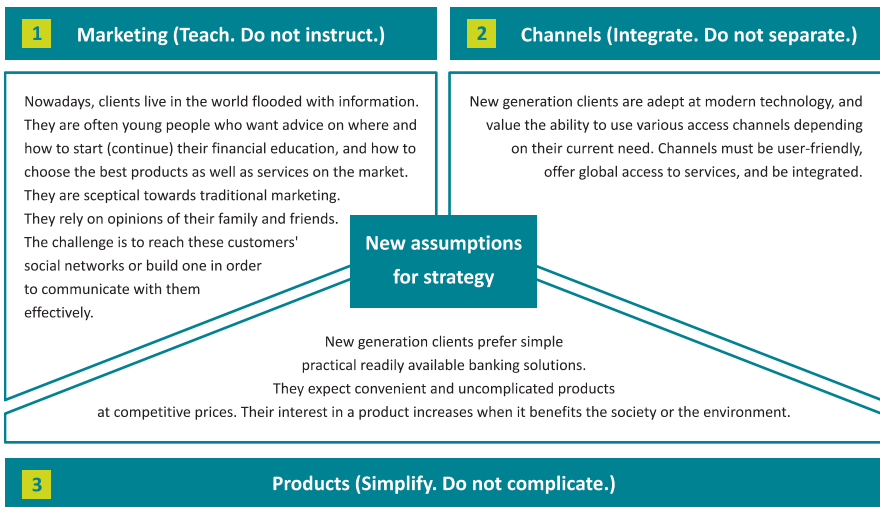 1 Marketing (Teach. Do not instruct.)
Nowadays, clients live in the world flooded with information.
They are often young people who want advice on where and
how to start (continue) their financial education, and how to
choose the best products as well as services on the market.
They are sceptical towards traditional marketing.
They rely on opinions of their family and friends.
The challenge is to reach these customers'
social networks or build one in order
to communicate with them
effectively.
2 Channels (Integrate. Do not separate.)
New generation clients are adept at modern technology, and
value the ability to use various access channels depending
on their current need. Channels must be user-friendly,
offer global access to services, and be integrated.
New assumptions
for strategy
New generation clients prefer simple
practical readily available banking solutions.
They expect convenient and uncomplicated products
at competitive prices. Their interest in a product increases when it benefits the society or the environment.
3 Products (Simplify. Do not complicate.)